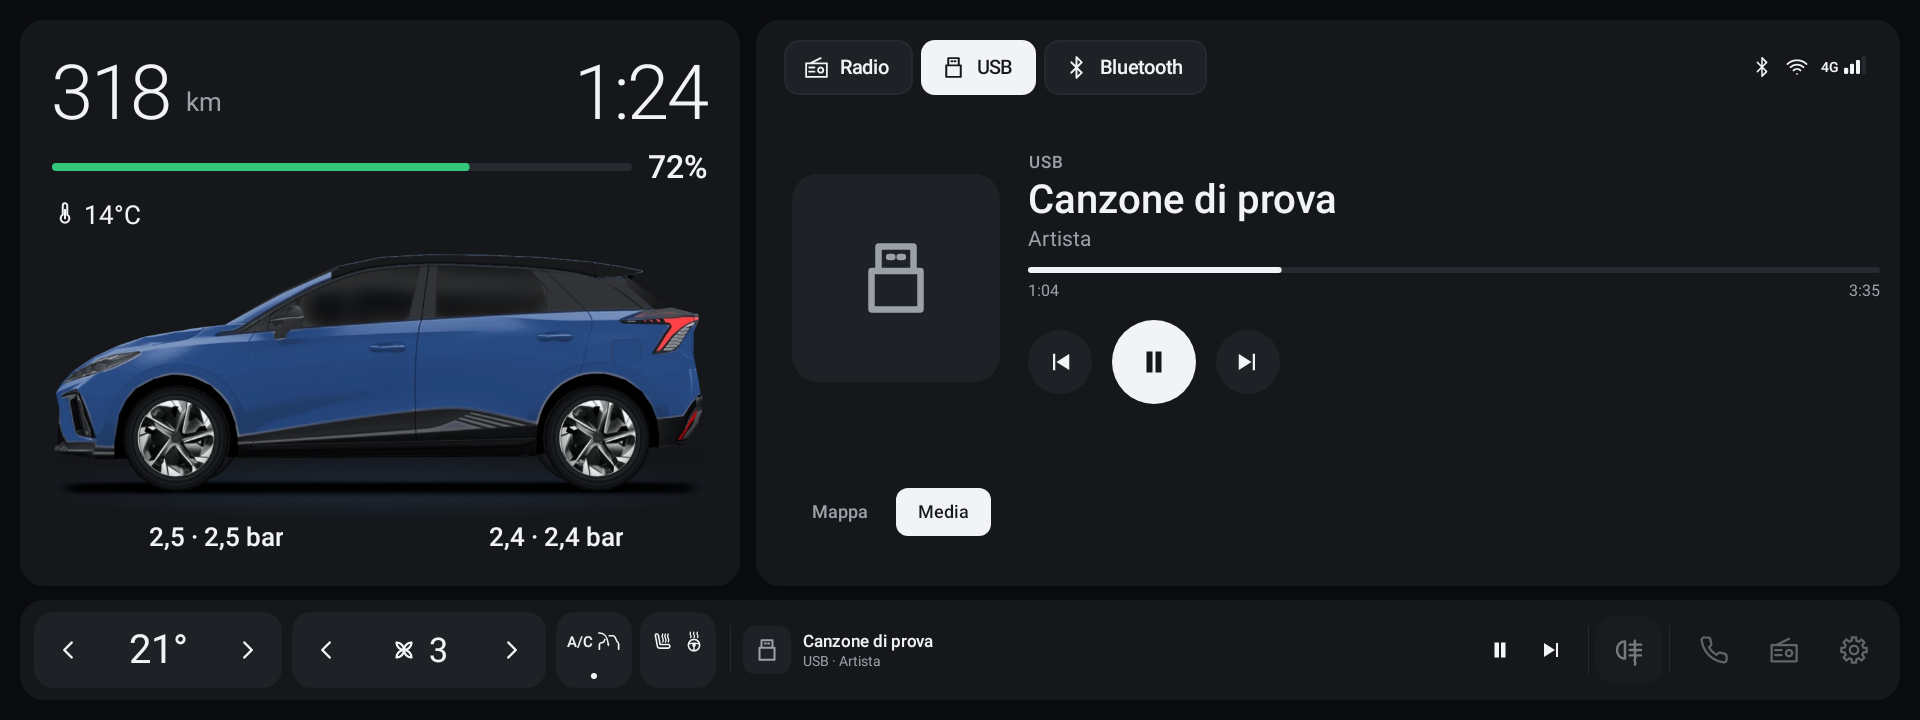 318 km
1:24
72%
14°C
2,5 · 2,5 bar
2,4 · 2,4 bar
Radio
USB
Bluetooth
4G
USB
Canzone di prova
Artista
1:04
3:35
Mappa
Media
21°
3
A/C
Canzone di prova
USB · Artista